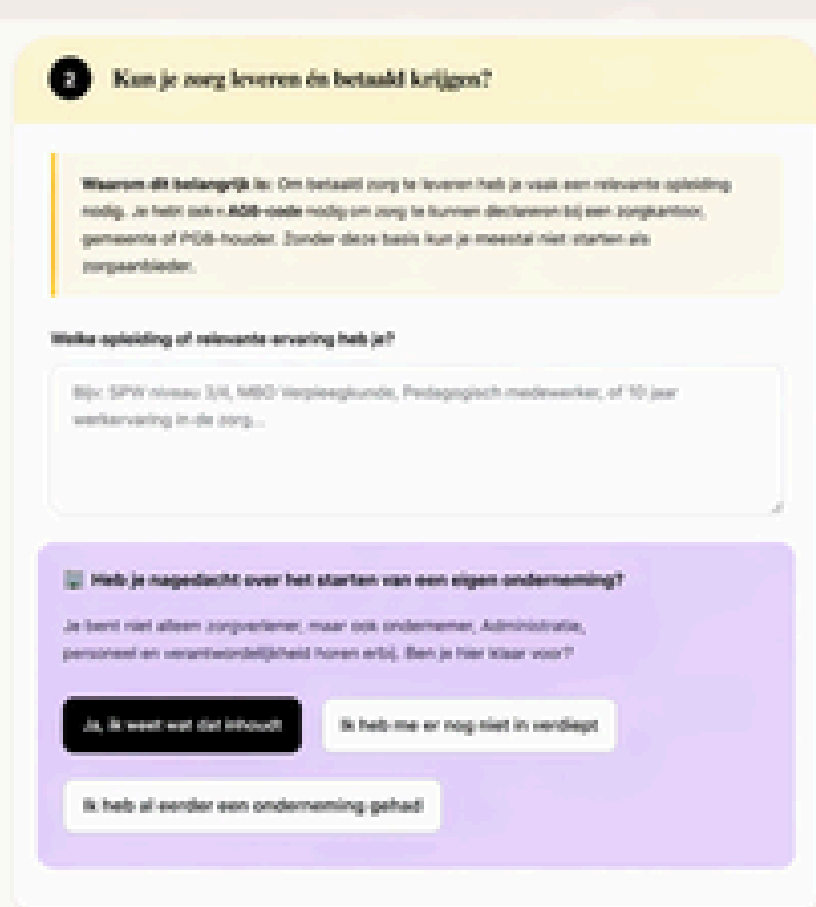 2 Kun je zorg leveren én betaald krijgen?
Waarom dit belangrijk is: Om betaald zorg te leveren heb je vaak een relevante opleiding
nodig. Je hebt ook een AGB-code nodig om zorg te kunnen declareren bij een zorgkantoor,
gemeente of PGB-houder. Zonder deze basis kun je meestal niet starten als
zorgaanbieder.
Welke opleiding of relevante ervaring heb je?
Bijv: SPW niveau 3/4, MBO Verpleegkunde, Pedagogisch medewerker, of 10 jaar
werkervaring in de zorg...
Heb je nagedacht over het starten van een eigen onderneming?
Je bent niet alleen zorgverlener, maar ook ondernemer, Administratie,
personeel en verantwoordelijkheid horen erbij. Ben je hier klaar voor?
Ja, ik weet wat dat inhoudt
Ik heb me er nog niet in verdiept
Ik heb al eerder een onderneming gehad